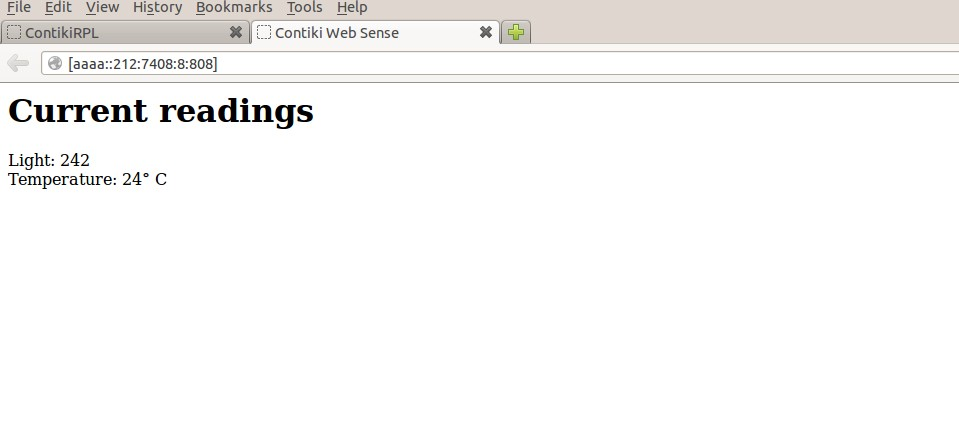 File Edit View History Bookmarks Tools Help
ContikiRPL Contiki Web Sense
[aaaa::212:7408:8:808]
Current readings
Light: 242
Temperature: 24° C